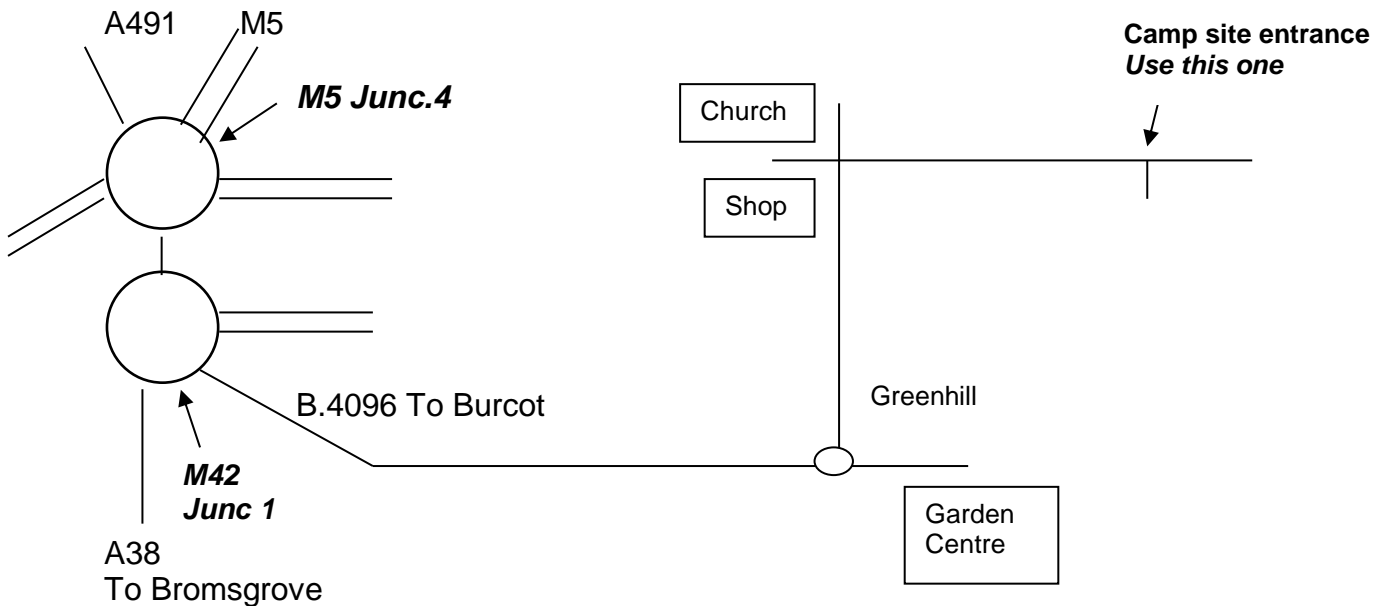 A491
M5
Camp site entrance
Use this one
M5 Junc.4
Church
Shop
B.4096 To Burcot
Greenhill
M42
Junc 1
Garden
Centre
A38
To Bromsgrove